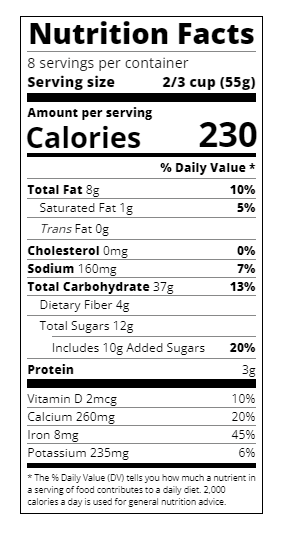 Nutrition Facts
8 servings per container
Serving size 2/3 cup (55g)
Amount per serving
Calories 230
% Daily Value *
Total Fat 8g 10%
Saturated Fat 1g 5%
Trans Fat 0g
Cholesterol 0mg 0%
Sodium 160mg 7%
Total Carbohydrate 37g 13%
Dietary Fiber 4g
Total Sugars 12g
Includes 10g Added Sugars 20%
Protein 3g
Vitamin D 2mcg 10%
Calcium 260mg 20%
Iron 8mg 45%
Potassium 235mg 6%
* The % Daily Value (DV) tells you how much a nutrient in
a serving of food contributes to a daily diet. 2,000
calories a day is used for general nutrition advice.